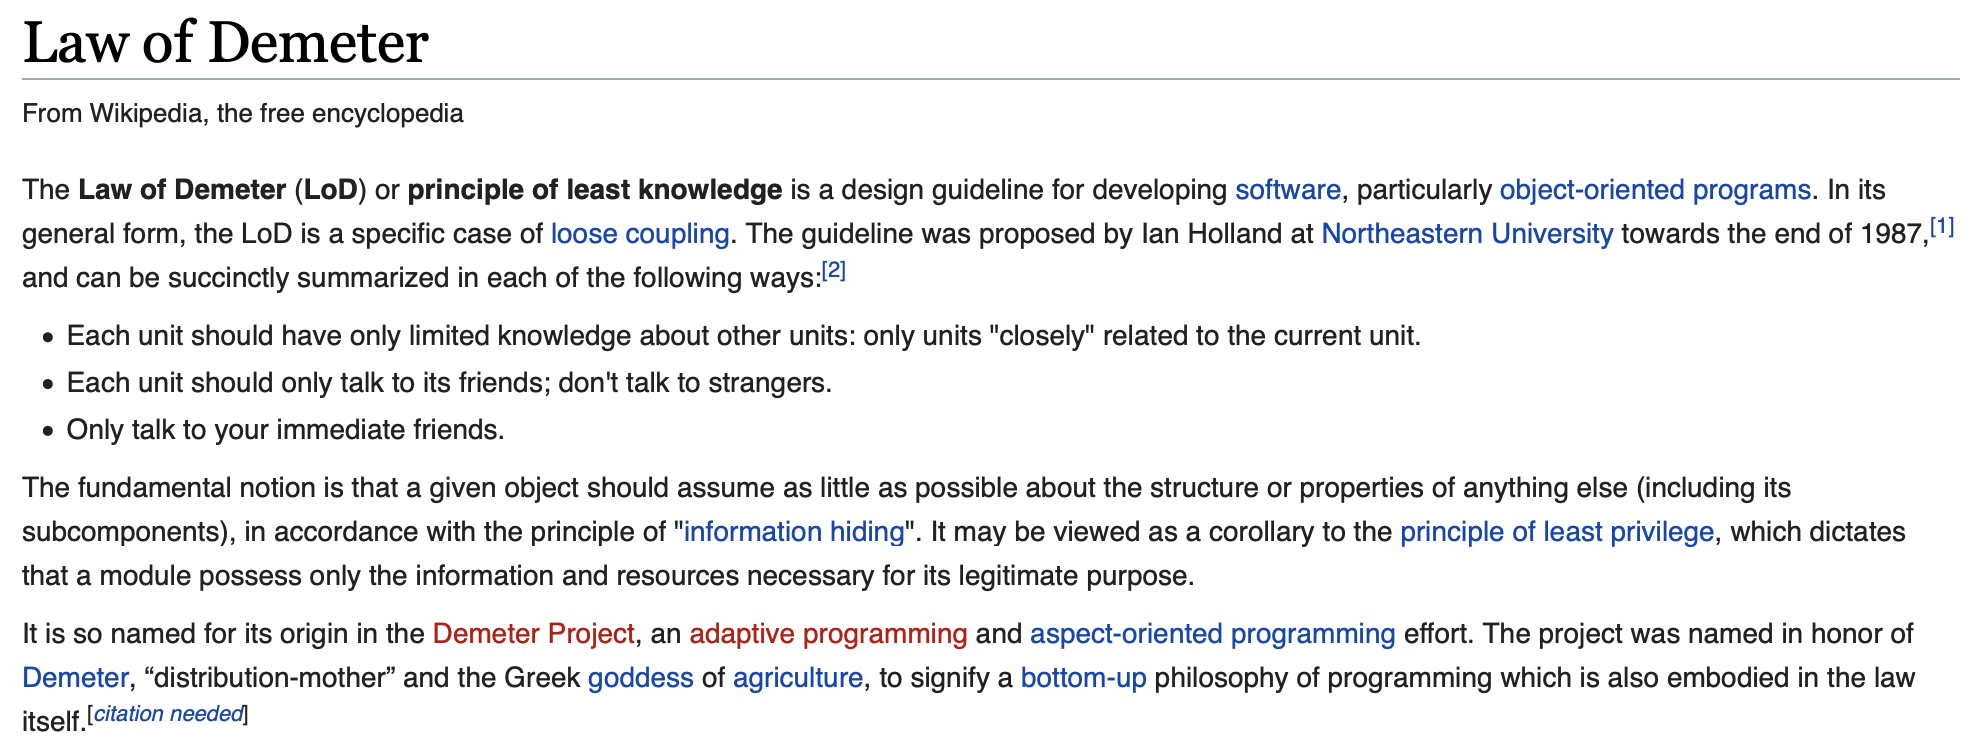 Law of Demeter
From Wikipedia, the free encyclopedia
The Law of Demeter (LoD) or principle of least knowledge is a design guideline for developing software, particularly object-oriented programs. In its
general form, the LoD is a specific case of loose coupling. The guideline was proposed by Ian Holland at Northeastern University towards the end of 1987,[1]
and can be succinctly summarized in each of the following ways:[2]
• Each unit should have only limited knowledge about other units: only units "closely" related to the current unit.
• Each unit should only talk to its friends; don't talk to strangers.
• Only talk to your immediate friends.
The fundamental notion is that a given object should assume as little as possible about the structure or properties of anything else (including its
subcomponents), in accordance with the principle of "information hiding". It may be viewed as a corollary to the principle of least privilege, which dictates
that a module possess only the information and resources necessary for its legitimate purpose.
It is so named for its origin in the Demeter Project, an adaptive programming and aspect-oriented programming effort. The project was named in honor of
Demeter, “distribution-mother” and the Greek goddess of agriculture, to signify a bottom-up philosophy of programming which is also embodied in the law
itself.[citation needed]